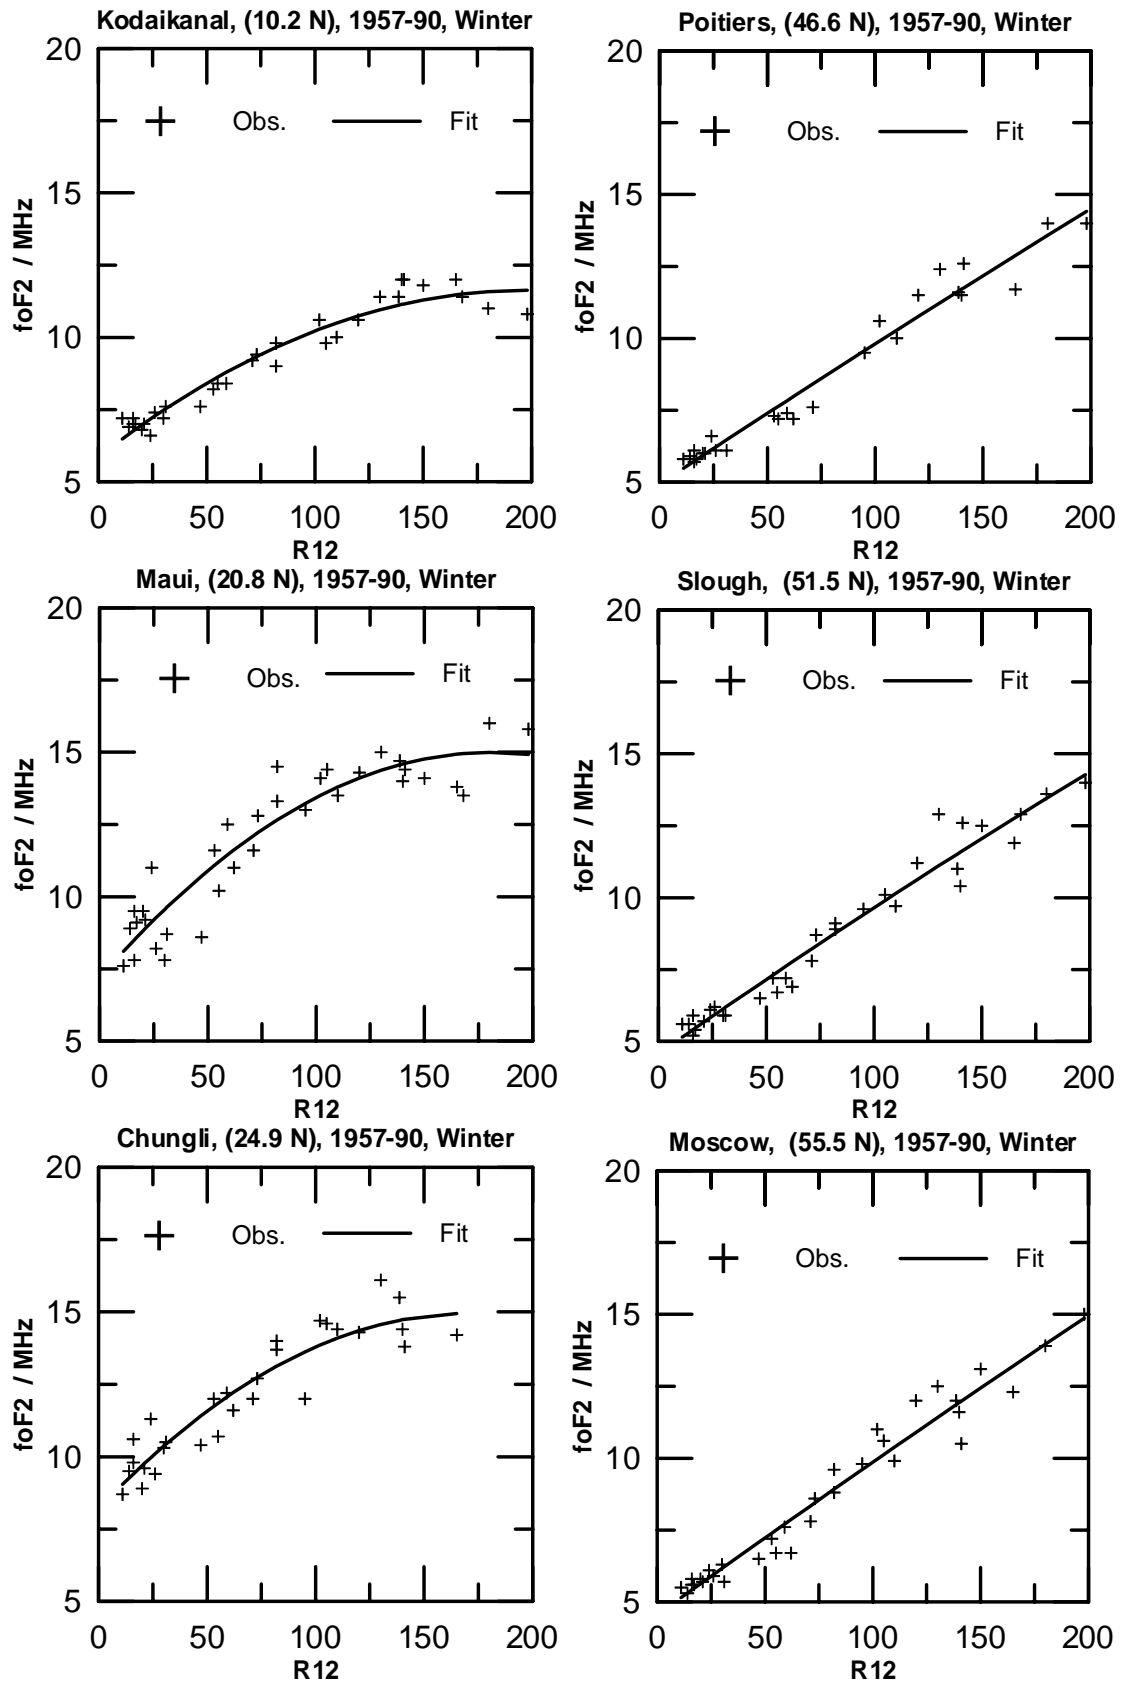 Kodaikanal, (10.2 N), 1957-90, Winter
20
15
10
5
foF2 / MHz
Obs. Fit
0 50 100 150 200
R12
Poitiers, (46.6 N), 1957-90, Winter
20
15
10
5
foF2 / MHz
Obs. Fit
0 50 100 150 200
R12
Maui, (20.8 N), 1957-90, Winter
20
15
10
5
foF2 / MHz
Obs. Fit
0 50 100 150 200
R12
Slough, (51.5 N), 1957-90, Winter
20
15
10
5
foF2 / MHz
Obs. Fit
0 50 100 150 200
R12
Chungli, (24.9 N), 1957-90, Winter
20
15
10
5
foF2 / MHz
Obs. Fit
0 50 100 150 200
R12
Moscow, (55.5 N), 1957-90, Winter
20
15
10
5
foF2 / MHz
Obs. Fit
0 50 100 150 200
R12